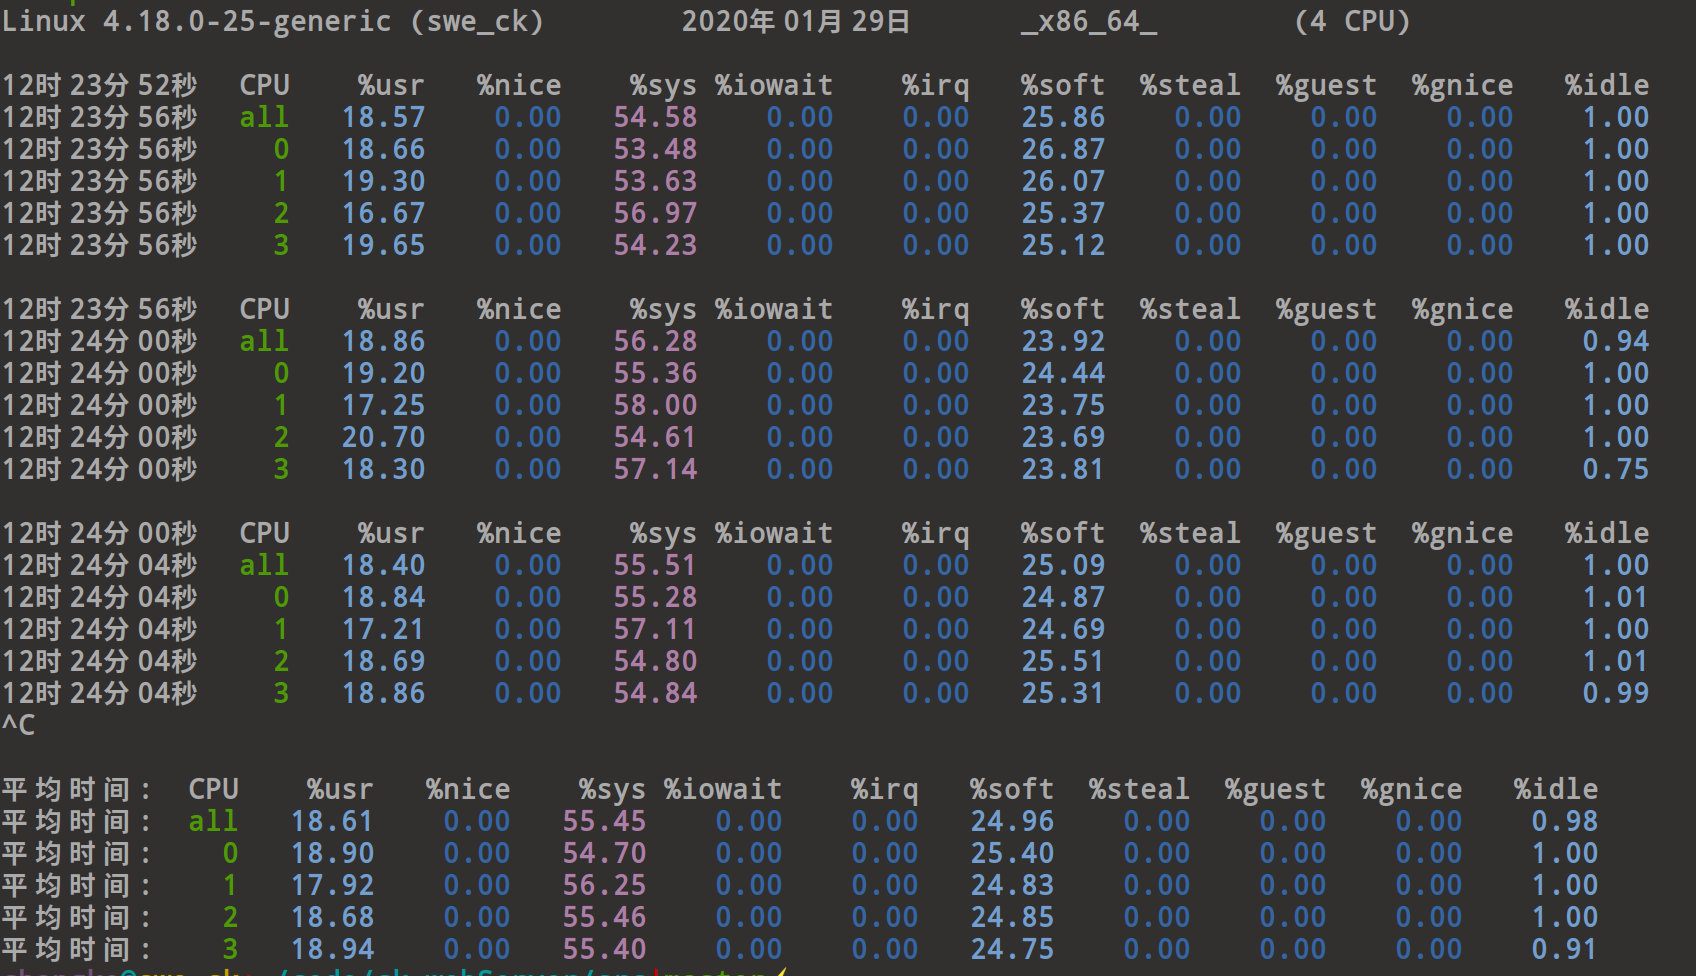 Linux 4.18.0-25-generic (swe_ck) 2020年01月29日 _x86_64_ (4 CPU)
12时23分52秒 CPU %usr %nice %sys %iowait %irq %soft %steal %guest %gnice %idle
12时23分56秒 all 18.57 0.00 54.58 0.00 0.00 25.86 0.00 0.00 0.00 1.00
12时23分56秒 0 18.66 0.00 53.48 0.00 0.00 26.87 0.00 0.00 0.00 1.00
12时23分56秒 1 19.30 0.00 53.63 0.00 0.00 26.07 0.00 0.00 0.00 1.00
12时23分56秒 2 16.67 0.00 56.97 0.00 0.00 25.37 0.00 0.00 0.00 1.00
12时23分56秒 3 19.65 0.00 54.23 0.00 0.00 25.12 0.00 0.00 0.00 1.00
12时23分56秒 CPU %usr %nice %sys %iowait %irq %soft %steal %guest %gnice %idle
12时24分00秒 all 18.86 0.00 56.28 0.00 0.00 23.92 0.00 0.00 0.00 0.94
12时24分00秒 0 19.20 0.00 55.36 0.00 0.00 24.44 0.00 0.00 0.00 1.00
12时24分00秒 1 17.25 0.00 58.00 0.00 0.00 23.75 0.00 0.00 0.00 1.00
12时24分00秒 2 20.70 0.00 54.61 0.00 0.00 23.69 0.00 0.00 0.00 1.00
12时24分00秒 3 18.30 0.00 57.14 0.00 0.00 23.81 0.00 0.00 0.00 0.75
12时24分00秒 CPU %usr %nice %sys %iowait %irq %soft %steal %guest %gnice %idle
12时24分04秒 all 18.40 0.00 55.51 0.00 0.00 25.09 0.00 0.00 0.00 1.00
12时24分04秒 0 18.84 0.00 55.28 0.00 0.00 24.87 0.00 0.00 0.00 1.01
12时24分04秒 1 17.21 0.00 57.11 0.00 0.00 24.69 0.00 0.00 0.00 1.00
12时24分04秒 2 18.69 0.00 54.80 0.00 0.00 25.51 0.00 0.00 0.00 1.01
12时24分04秒 3 18.86 0.00 54.84 0.00 0.00 25.31 0.00 0.00 0.00 0.99
^C
平均时间: CPU %usr %nice %sys %iowait %irq %soft %steal %guest %gnice %idle
平均时间: all 18.61 0.00 55.45 0.00 0.00 24.96 0.00 0.00 0.00 0.98
平均时间: 0 18.90 0.00 54.70 0.00 0.00 25.40 0.00 0.00 0.00 1.00
平均时间: 1 17.92 0.00 56.25 0.00 0.00 24.83 0.00 0.00 0.00 1.00
平均时间: 2 18.68 0.00 55.46 0.00 0.00 24.85 0.00 0.00 0.00 1.00
平均时间: 3 18.94 0.00 55.40 0.00 0.00 24.75 0.00 0.00 0.00 0.91